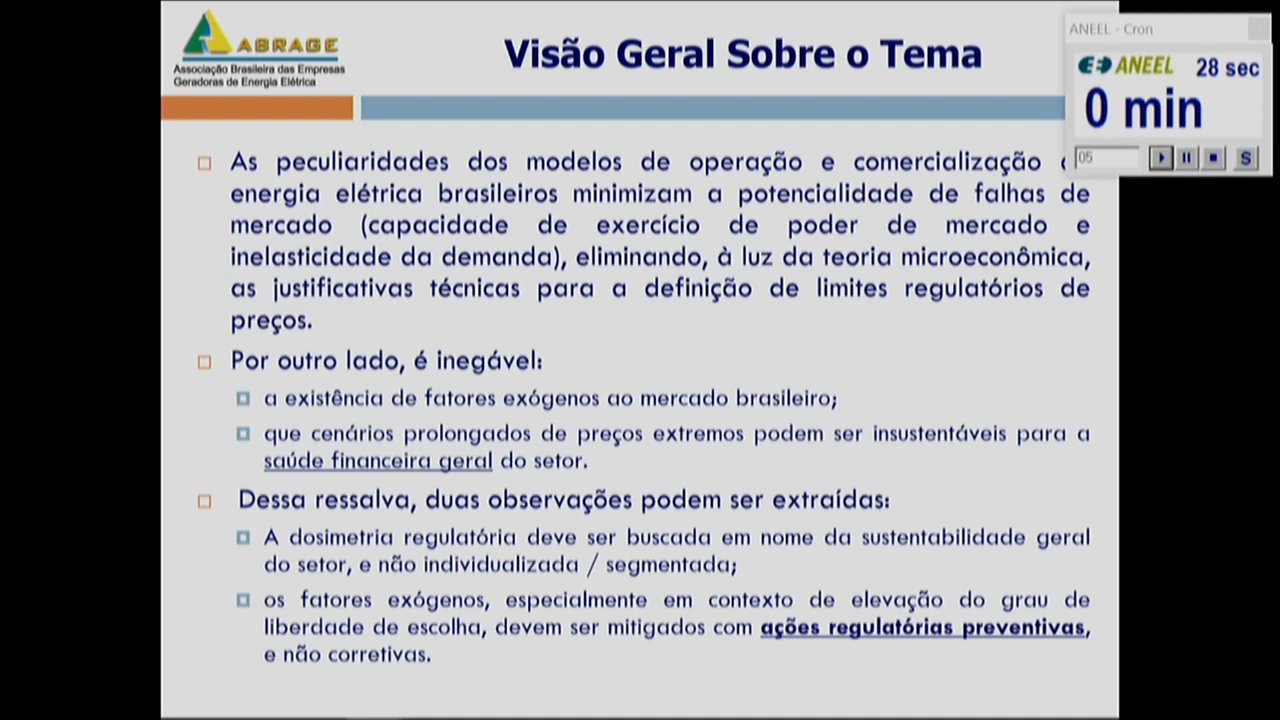 ABRAGE
Associação Brasileira das Empresas
Geradoras de Energia Elétrica
Visão Geral Sobre o Tema
ANEEL - Cron
ANEEL
28 sec
0 min
05
S
As peculiaridades dos modelos de operação e comercialização
energia elétrica brasileiros minimizam a potencialidade de falhas de
mercado (capacidade de exercício de poder de mercado e
inelasticidade da demanda), eliminando, à luz da teoria microeconômica,
as justificativas técnicas para a definição de limites regulatórios de
preços.
Por outro lado, é inegável:
a existência de fatores exógenos ao mercado brasileiro;
que cenários prolongados de preços extremos podem ser insustentáveis para a
saúde financeira geral do setor.
Dessa ressalva, duas observações podem ser extraídas:
A dosimetria regulatória deve ser buscada em nome da sustentabilidade geral
do setor, e não individualizada / segmentada;
os fatores exógenos, especialmente em contexto de elevação do grau de
liberdade de escolha, devem ser mitigados com ações regulatórias preventivas,
e não corretivas.